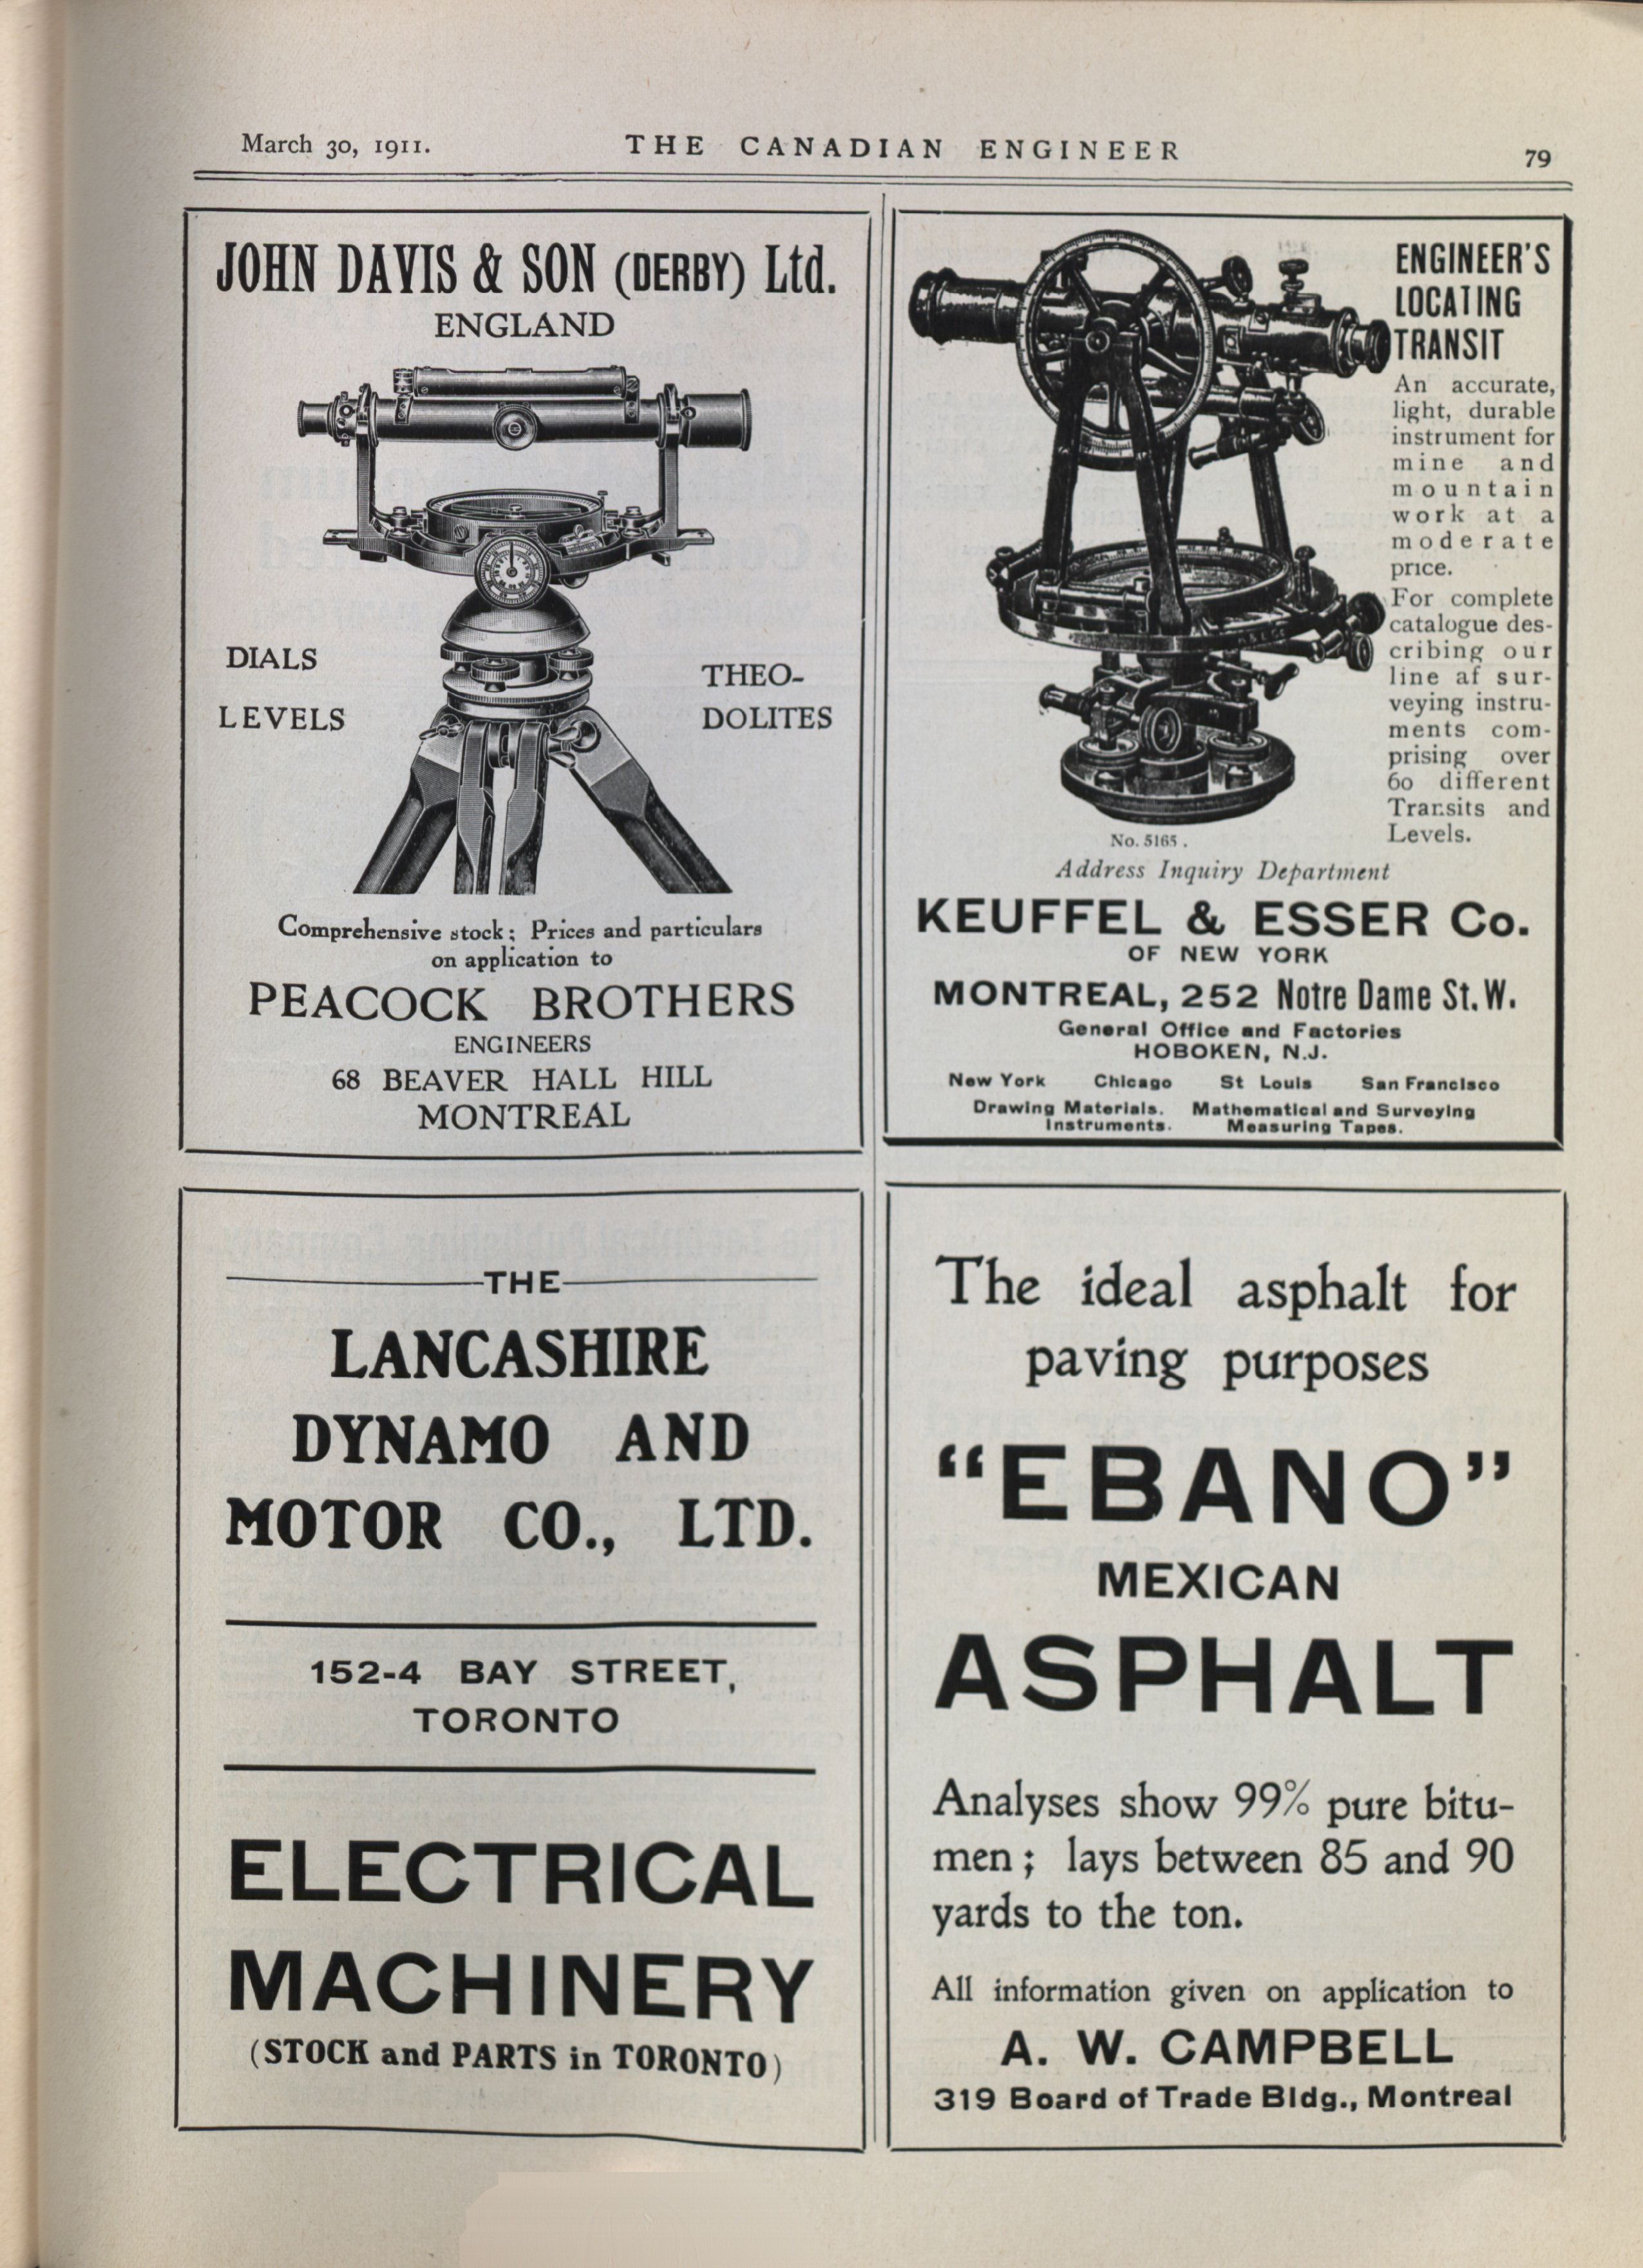 March 30, 1911.
THE CANADIAN ENGINEER
79
JOHN DAVIS & SON (DERBY) Ltd.
ENGLAND
DIALS
LEVELS
THEO-
DOLITES
Comprehensive stock; Prices and particulars
on application to
PEACOCK BROTHERS
ENGINEERS
68 BEAVER HALL HILL
MONTREAL
ENGINEER'S
LOCATING
TRANSIT
An accurate,
light, durable
instrument for
mine and
mountain
work at a
moderate
price.
For complete
catalogue des-
cribing our
line af sur-
veying instru-
ments com-
prising over
60 different
Transits and
Levels.
No. 5165.
Address Inquiry Department
KEUFFEL & ESSER Co.
OF NEW YORK
MONTREAL, 252 Notre Dame St. W.
General Office and Factories
HOBOKEN, N.J.
New York Chicago St Louis San Francisco
Drawing Materials. Mathematical and Surveying
Instruments. Measuring Tapes.
THE
LANCASHIRE
DYNAMO AND
MOTOR CO., LTD.
152-4 BAY STREET,
TORONTO
ELECTRICAL
MACHINERY
(STOCK and PARTS in TORONTO)
The ideal asphalt for
paving purposes
"EBANO"
MEXICAN
ASPHALT
Analyses show 99% pure bitu-
men; lays between 85 and 90
yards to the ton.
All information given on application to
A. W. CAMPBELL
319 Board of Trade Bldg., Montreal